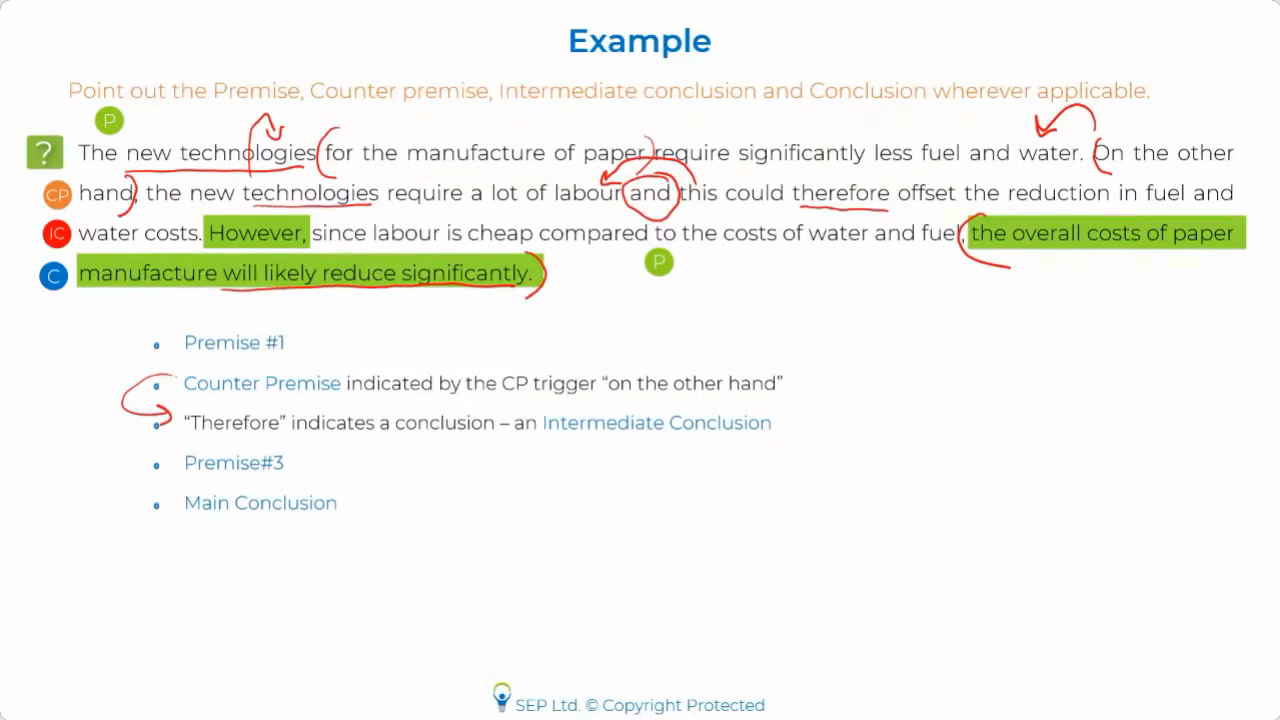 Example
Point out the Premise, Counter premise, Intermediate conclusion and Conclusion wherever applicable.
P
? The new technologies for the manufacture of paper require significantly less fuel and water. On the other
CP hand, the new technologies require a lot of labour and this could therefore offset the reduction in fuel and
IC water costs. However, since labour is cheap compared to the costs of water and fuel, the overall costs of paper
C manufacture will likely reduce significantly.
P
Premise #1
Counter Premise indicated by the CP trigger “on the other hand”
“Therefore” indicates a conclusion – an Intermediate Conclusion
Premise#3
Main Conclusion
SEP Ltd. © Copyright Protected